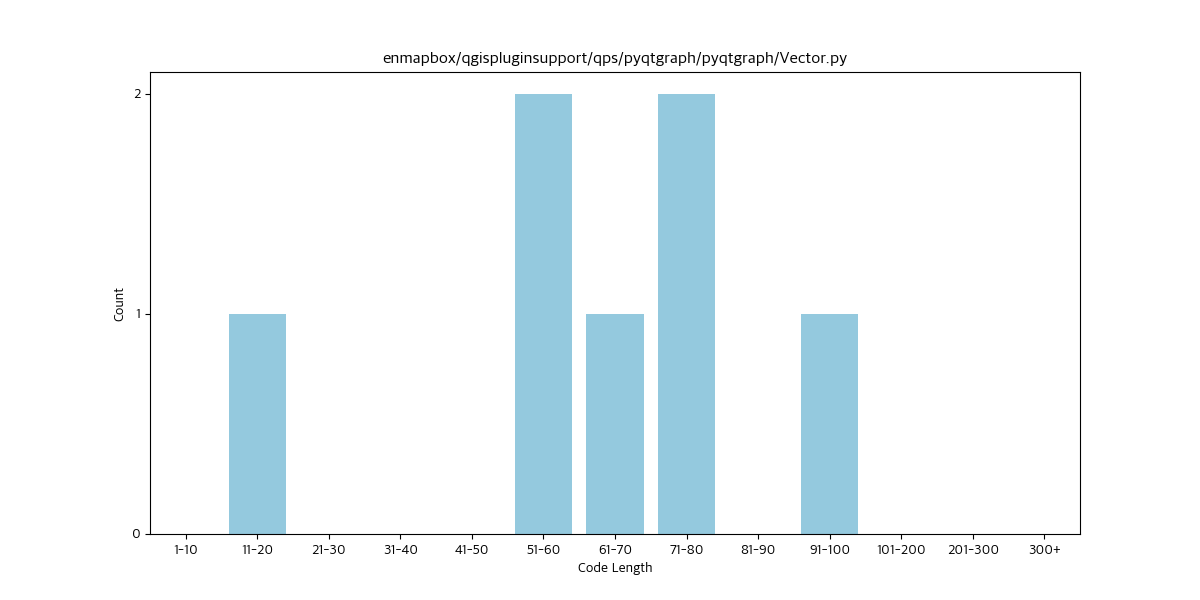 enmapbox/qgispluginsupport/qps/pyqtgraph/pyqtgraph/Vector.py
2
1
0
Count
1-10 11-20 21-30 31-40 41-50 51-60 61-70 71-80 81-90 91-100 101-200 201-300 300+
Code Length